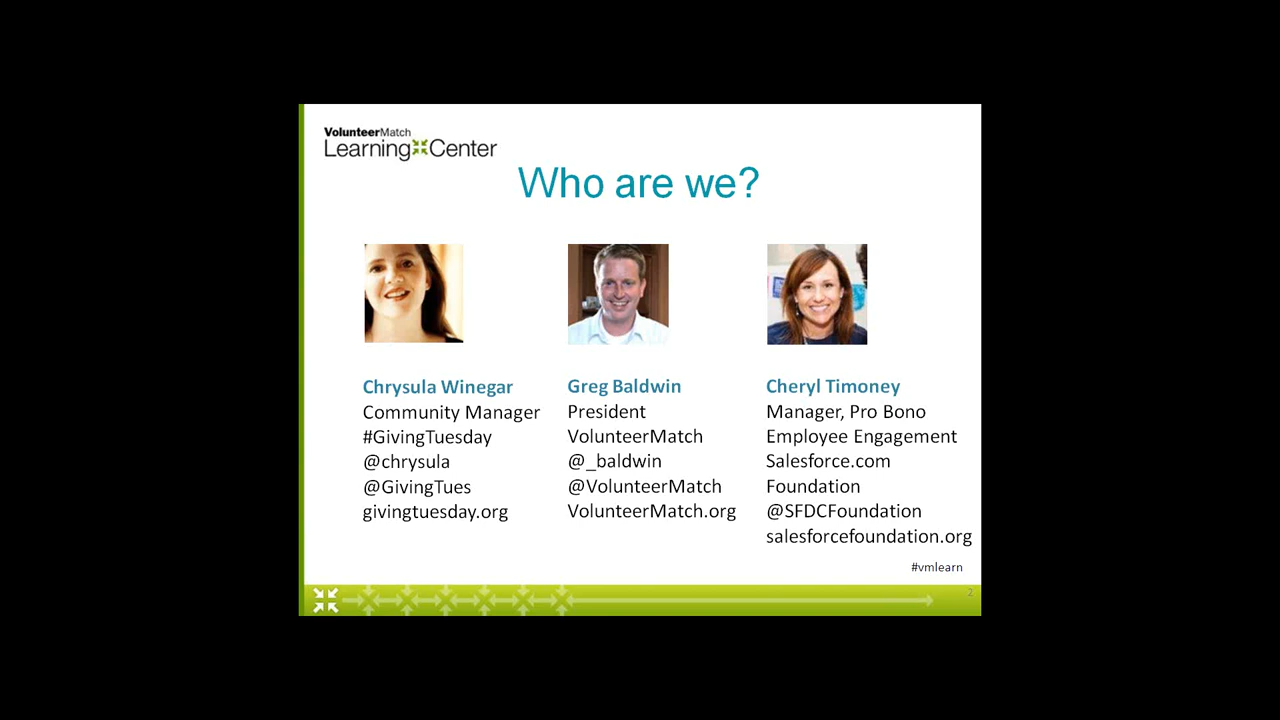 VolunteerMatch
Learning Center
Who are we?
Chrysula Winegar
Community Manager
#GivingTuesday
@chrysula
@GivingTues
givingtuesday.org
Greg Baldwin
President
VolunteerMatch
@_baldwin
@VolunteerMatch
VolunteerMatch.org
Cheryl Timoney
Manager, Pro Bono
Employee Engagement
Salesforce.com
Foundation
@SFDCFoundation
salesforcefoundation.org
#vmlearn
2